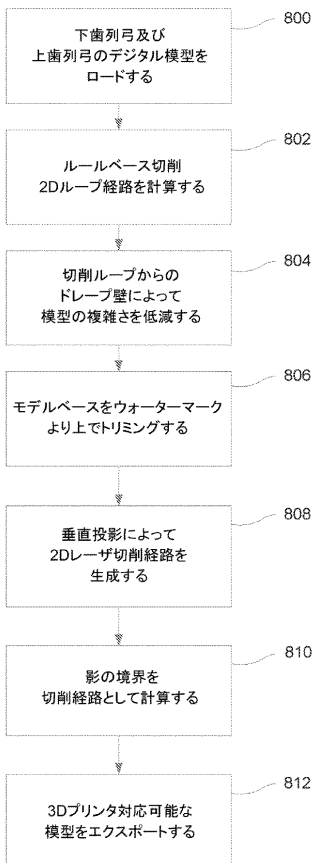 800
下歯列弓及び
上歯列弓のデジタル模型を
ロードする
802
ルールベース切削
2Dループ経路を計算する
804
切削ループからの
ドレープ壁によって
模型の複雑さを低減する
806
モデルベースをウォーターマーク
より上でトリミングする
808
垂直投影によって
2Dレーザ切削経路を
生成する
810
影の境界を
切削経路として計算する
812
3Dプリンタ対応可能な
模型をエクスポートする